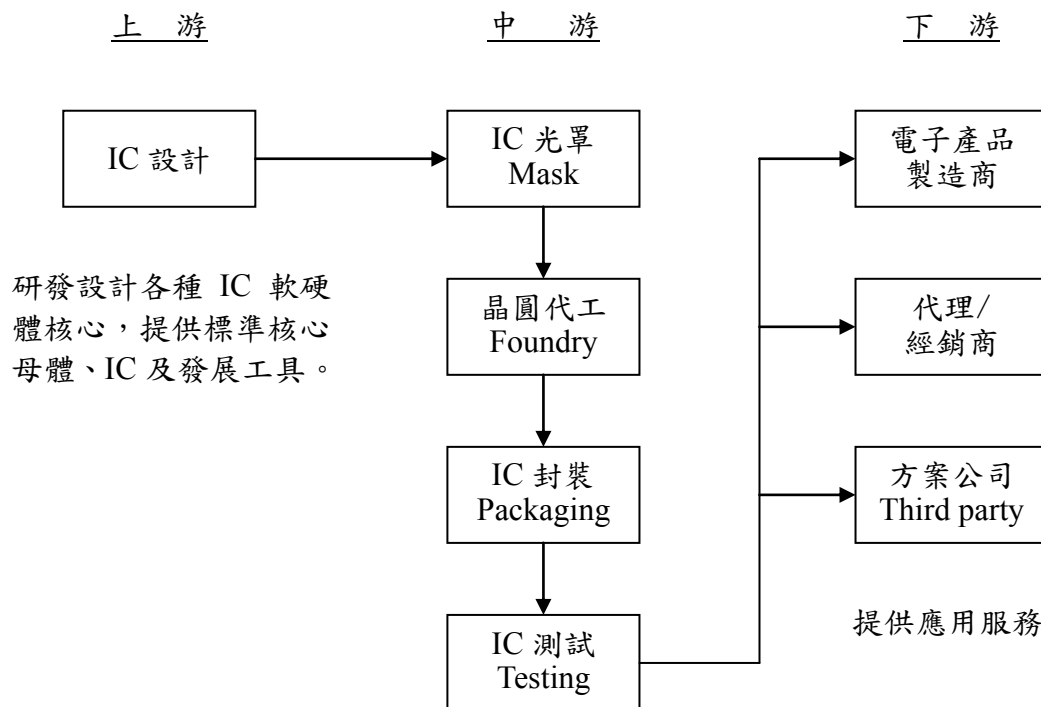 上 游
中 游
下 游
IC 設計
IC 光罩
Mask
電子產品
製造商
研發設計各種 IC 軟硬
體核心，提供標準核心
母體、IC 及發展工具。
晶圓代工
Foundry
代理/
經銷商
IC 封裝
Packaging
方案公司
Third party
IC 測試
Testing
提供應用服務